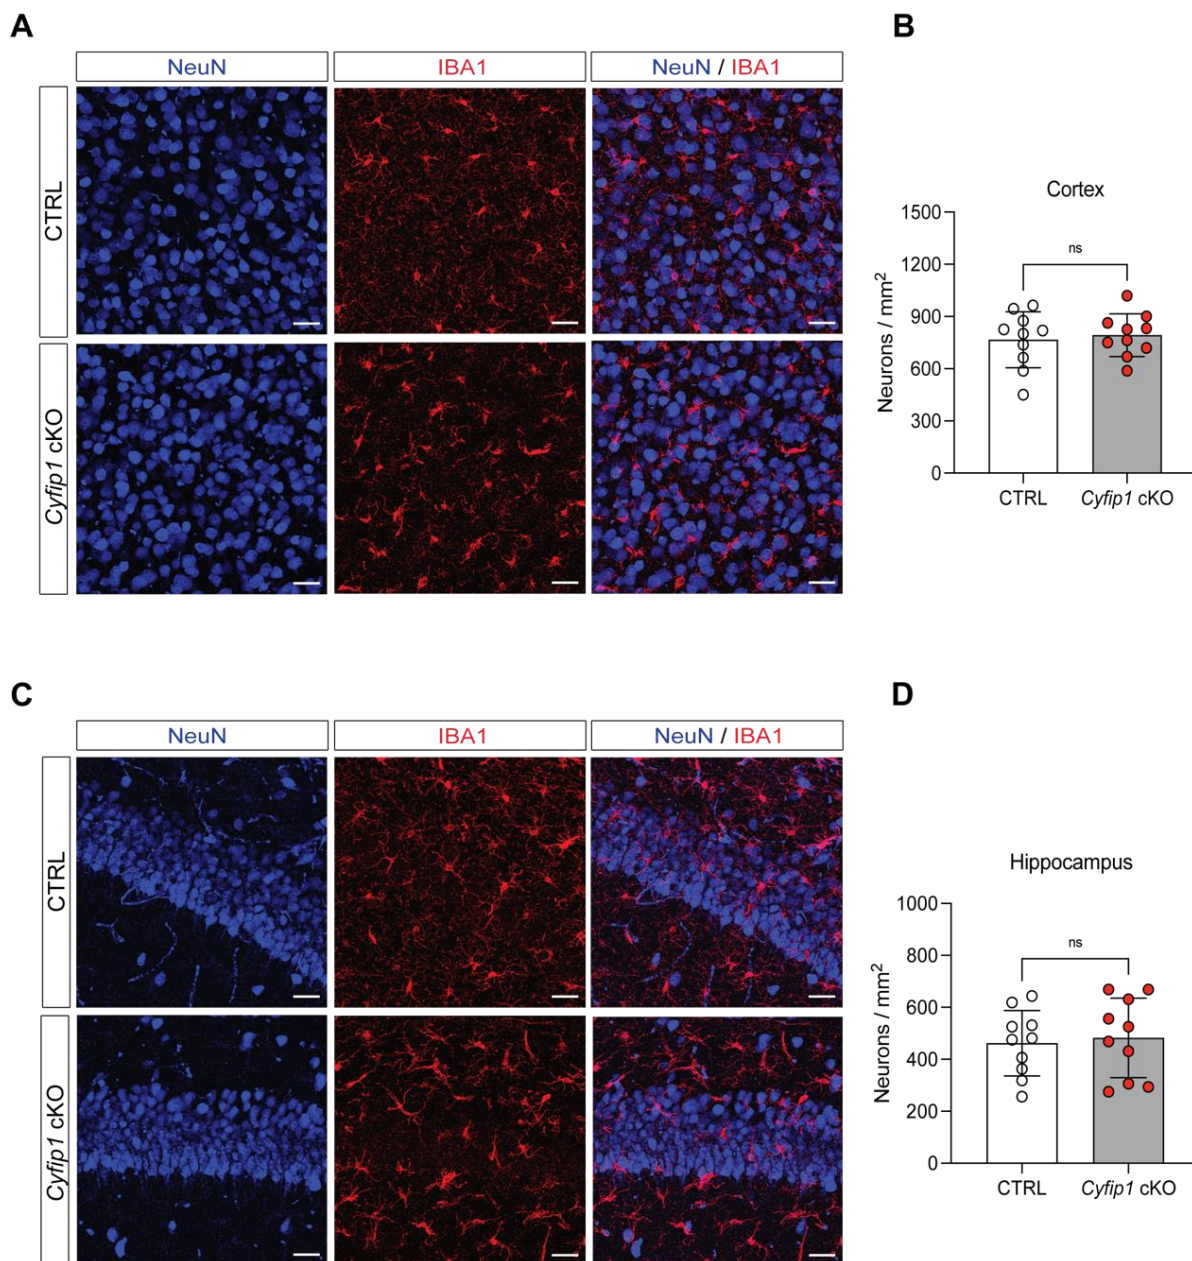 A
NeuN
IBA1
NeuN / IBA1
CTRL
Cyfip1 cKO
B
Cortex
1500
1200
900
600
300
0
Neurons / mm²
ns
CTRL
Cyfip1 cKO
C
NeuN
IBA1
NeuN / IBA1
CTRL
Cyfip1 cKO
D
Hippocampus
1000
800
600
400
200
0
Neurons / mm²
ns
CTRL
Cyfip1 cKO